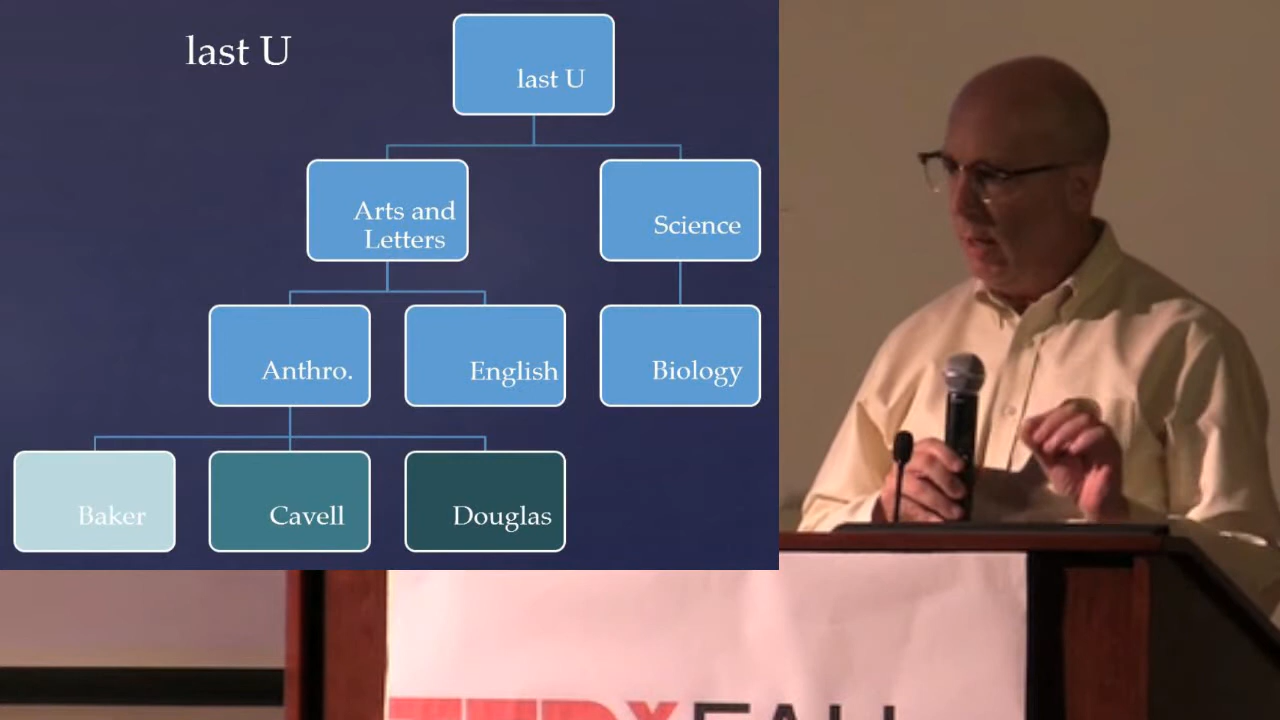 last U
last U
Arts and
Letters
Science
Anthro.
English
Biology
Baker
Cavell
Douglas